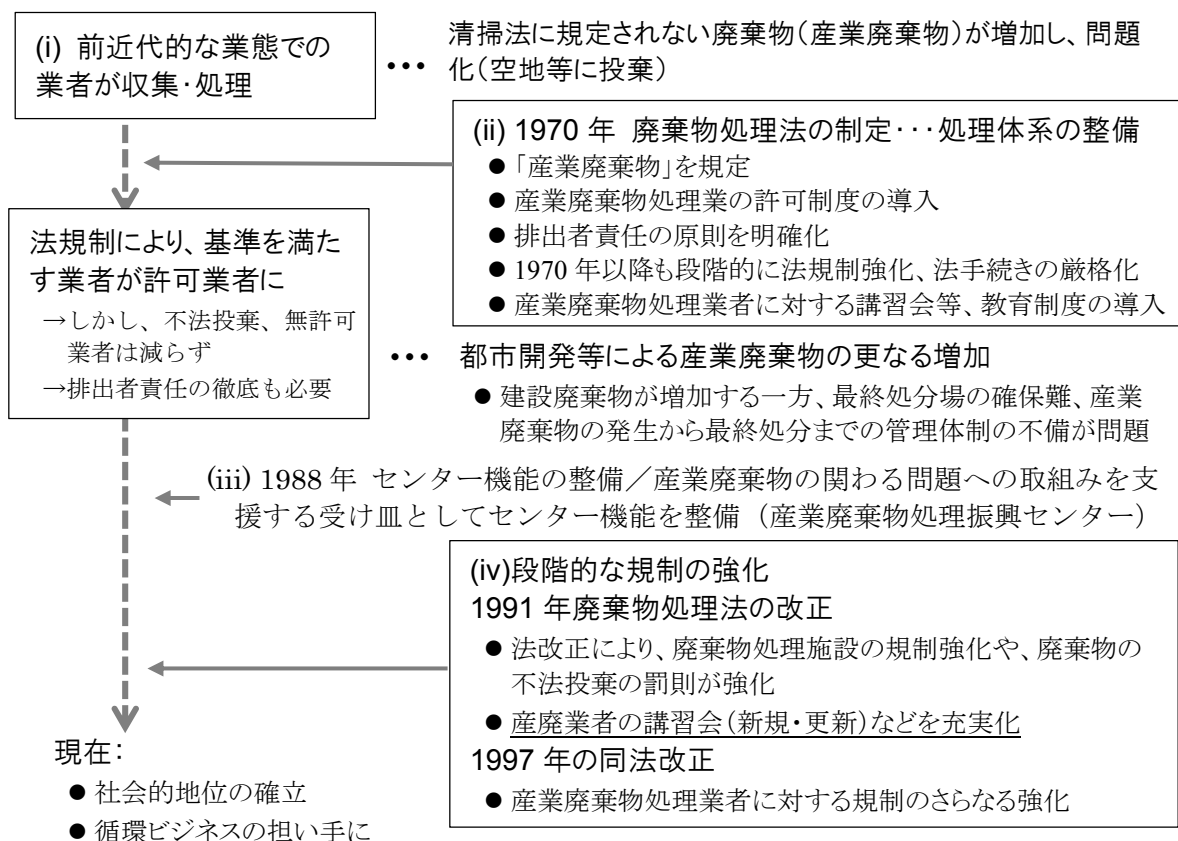 (i) 前近代的な業態での
業者が収集・処理
･･･
清掃法に規定されない廃棄物（産業廃棄物）が増加し、問題
化（空地等に投棄）
(ii) 1970 年 廃棄物処理法の制定･･･処理体系の整備
● 「産業廃棄物」を規定
● 産業廃棄物処理業の許可制度の導入
● 排出者責任の原則を明確化
● 1970 年以降も段階的に法規制強化、法手続きの厳格化
● 産業廃棄物処理業者に対する講習会等、教育制度の導入
法規制により、基準を満た
す業者が許可業者に
→しかし、不法投棄、無許可
業者は減らず
→排出者責任の徹底も必要
･･･
都市開発等による産業廃棄物の更なる増加
● 建設廃棄物が増加する一方、最終処分場の確保難、産業
廃棄物の発生から最終処分までの管理体制の不備が問題
(iii) 1988 年 センター機能の整備／産業廃棄物の関わる問題への取組みを支
援する受け皿としてセンター機能を整備 （産業廃棄物処理振興センター）
(iv)段階的な規制の強化
1991 年廃棄物処理法の改正
● 法改正により、廃棄物処理施設の規制強化や、廃棄物の
不法投棄の罰則が強化
● 産廃業者の講習会（新規・更新）などを充実化
1997 年の同法改正
● 産業廃棄物処理業者に対する規制のさらなる強化
現在：
● 社会的地位の確立
● 循環ビジネスの担い手に